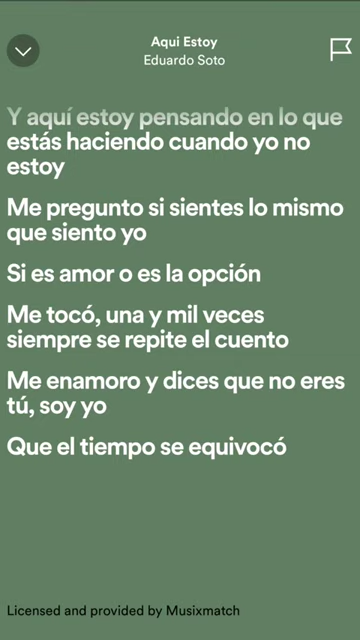 Aqui Estoy
Eduardo Soto
Y aquí estoy pensando en lo que
estás haciendo cuando yo no
estoy
Me pregunto si sientes lo mismo
que siento yo
Si es amor o es la opción
Me tocó, una y mil veces
siempre se repite el cuento
Me enamoro y dices que no eres
tú, soy yo
Que el tiempo se equivocó
Licensed and provided by Musixmatch